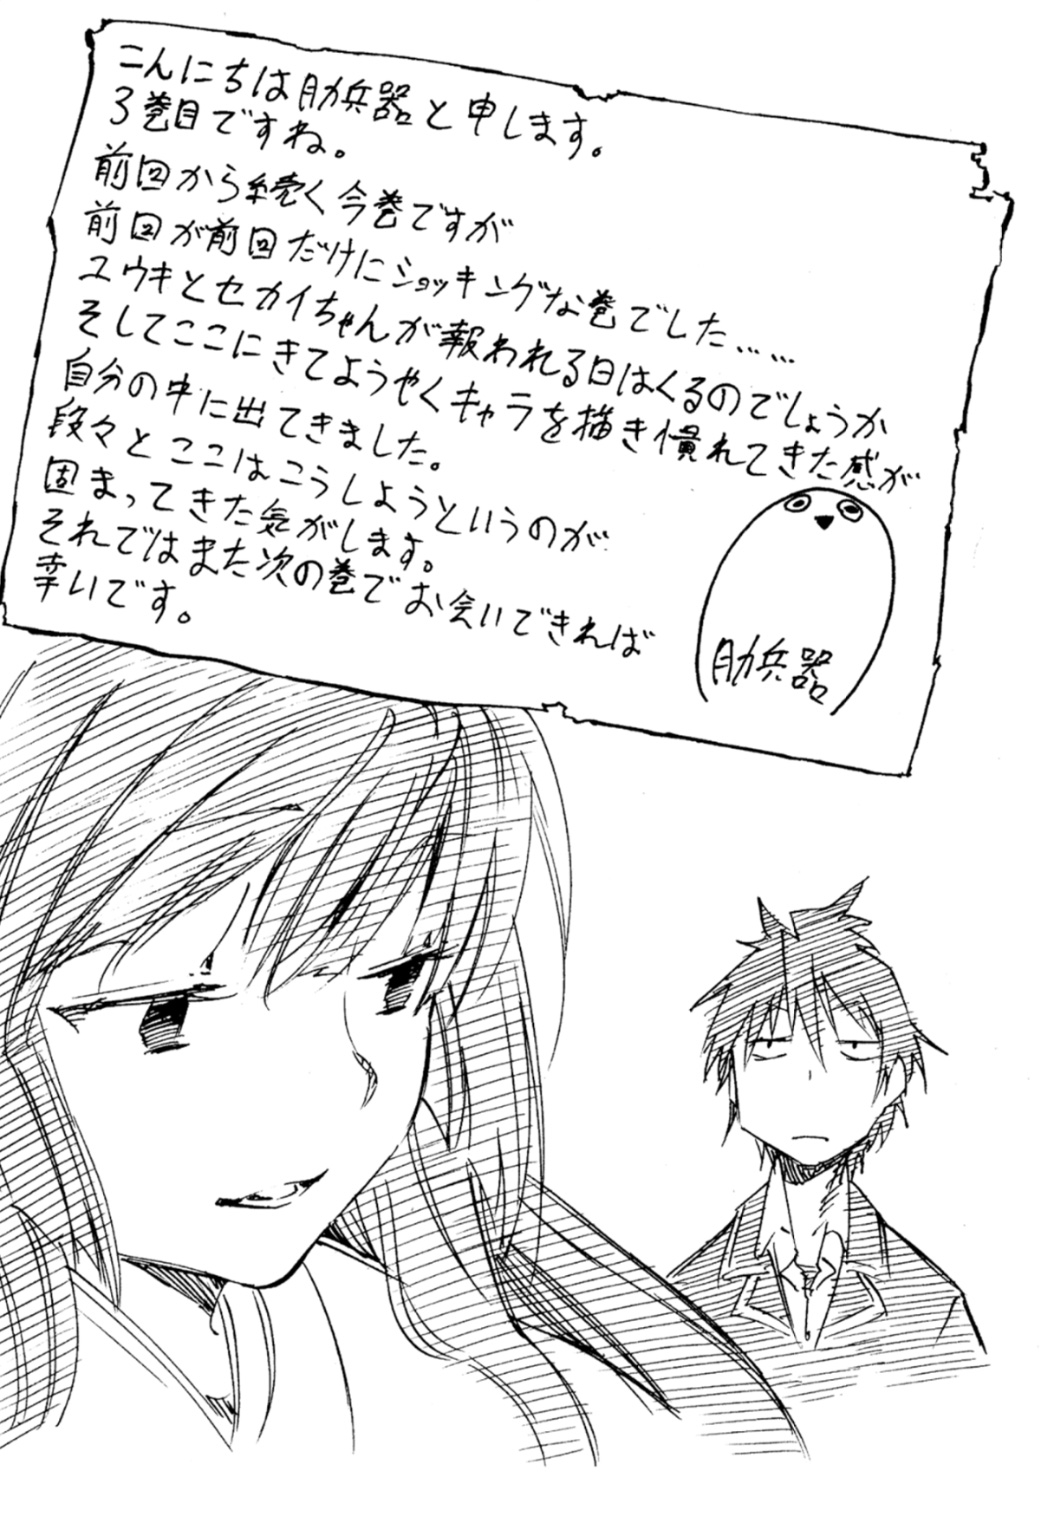 こんにちは肋兵器と申します。
3巻目ですね。
前回から続く今巻ですが
前回が前回だけにショッキングな巻でした……
ユウキとセカイちゃんが報われる日はくるのでしょうか
そしてここにきてようやくキャラを描き慣れてきた感が
自分の中に出てきました。
段々とここはこうしようというのが
固まってきた気がします。
それではまた次の巻でお会いできれば
幸いです。
肋兵器